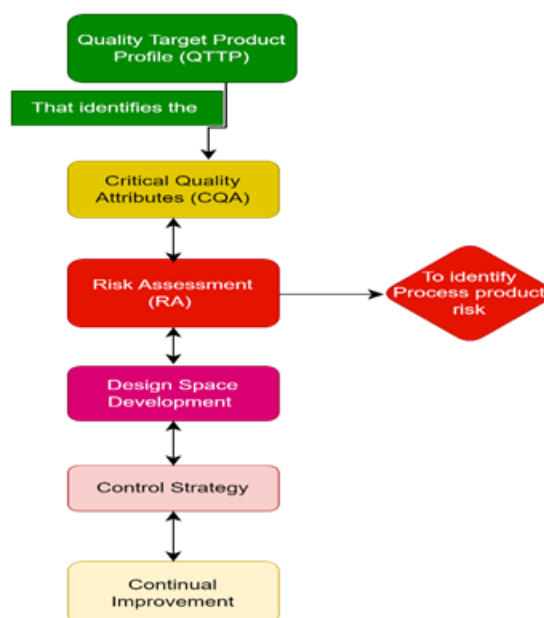 Quality Target Product
Profile (QTTP)
That identifies the
Critical Quality
Attributes (CQA)
Risk Assessment
(RA)
To identify
Process product
risk
Design Space
Development
Control Strategy
Continual
Improvement